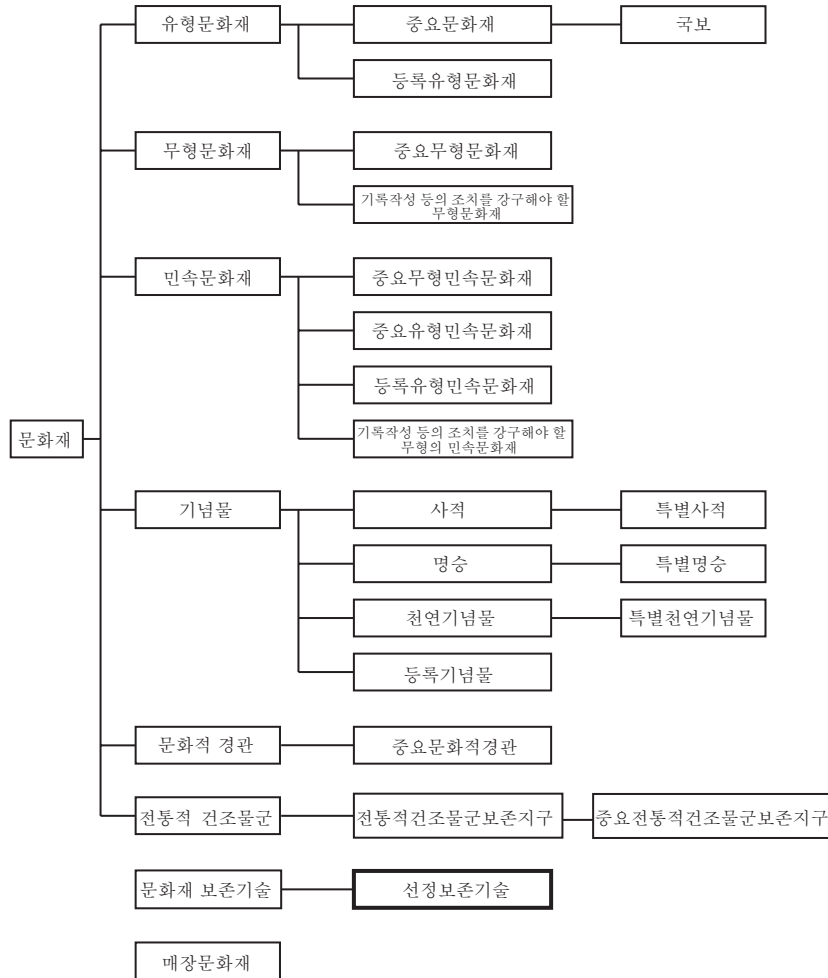 유형문화재
중요문화재
국보
등록유형문화재
무형문화재
중요무형문화재
기록작성 등의 조치를 강구해야 할
무형문화재
민속문화재
중요무형민속문화재
중요유형민속문화재
등록유형민속문화재
기록작성 등의 조치를 강구해야 할
무형의 민속문화재
문화재
기념물
사적
특별사적
명승
특별명승
천연기념물
특별천연기념물
등록기념물
문화적 경관
중요문화적경관
전통적 건조물군
전통적건조물군보존지구
중요전통적건조물군보존지구
문화재 보존기술
선정보존기술
매장문화재